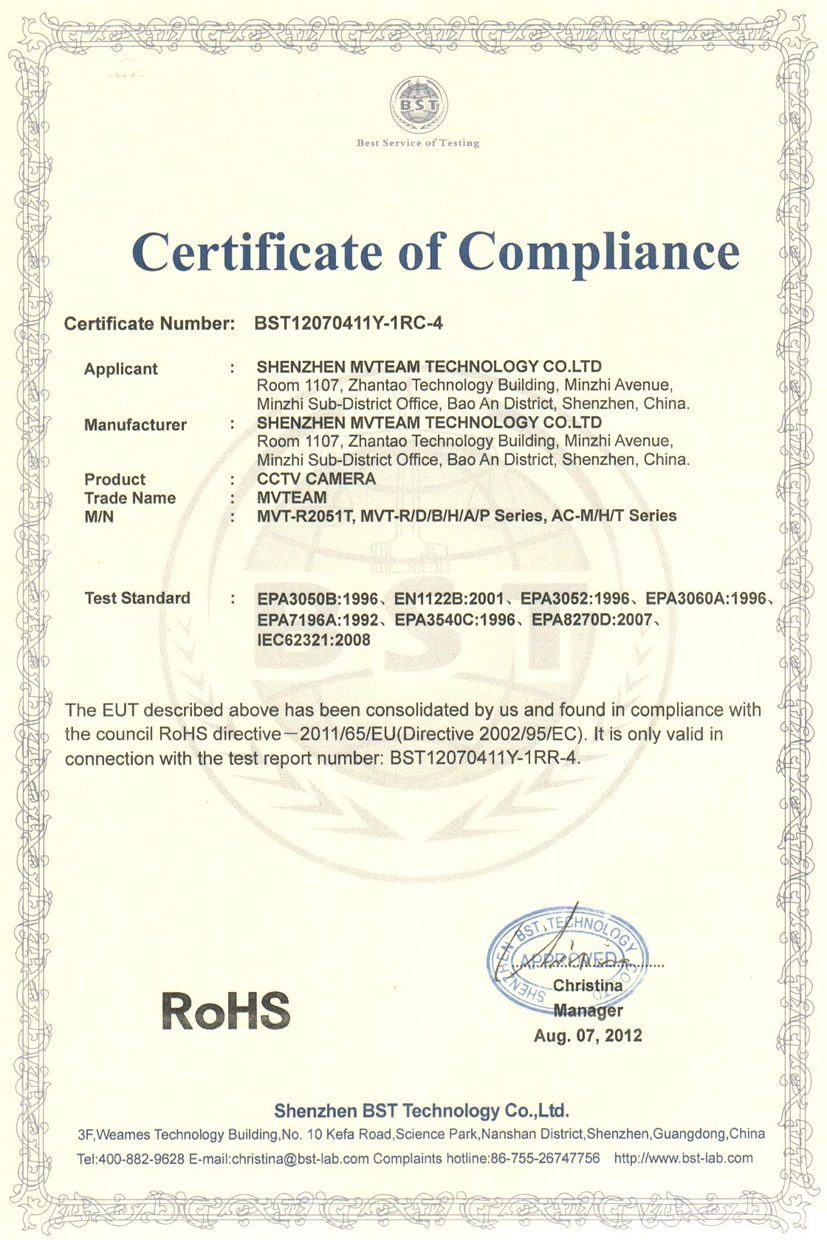 BST
Best Service of Testing
Certificate of Compliance
Certificate Number: BST12070411Y-1RC-4
Applicant : SHENZHEN MVTEAM TECHNOLOGY CO.LTD
Room 1107, Zhantao Technology Building, Minzhi Avenue,
Minzhi Sub-District Office, Bao An District, Shenzhen, China.
Manufacturer : SHENZHEN MVTEAM TECHNOLOGY CO.LTD
Room 1107, Zhantao Technology Building, Minzhi Avenue,
Minzhi Sub-District Office, Bao An District, Shenzhen, China.
Product : CCTV CAMERA
Trade Name : MVTEAM
M/N : MVT-R2051T, MVT-R/D/B/H/A/P Series, AC-M/H/T Series
Test Standard : EPA3050B:1996、EN1122B:2001、EPA3052:1996、EPA3060A:1996、
EPA7196A:1992、EPA3540C:1996、EPA8270D:2007、
IEC62321:2008
BST
The EUT described above has been consolidated by us and found in compliance with
the council RoHS directive—2011/65/EU(Directive 2002/95/EC). It is only valid in
connection with the test report number: BST12070411Y-1RR-4.
SHENZHEN BST TECHNOLOGY CO.,LTD
APPROVED
Christina
Manager
Aug. 07, 2012
RoHS
Shenzhen BST Technology Co.,Ltd.
3F,Weames Technology Building,No. 10 Kefa Road,Science Park,Nanshan District,Shenzhen,Guangdong,China
Tel:400-882-9628 E-mail:christina@bst-lab.com Complaints hotline:86-755-26747756 http://www.bst-lab.com